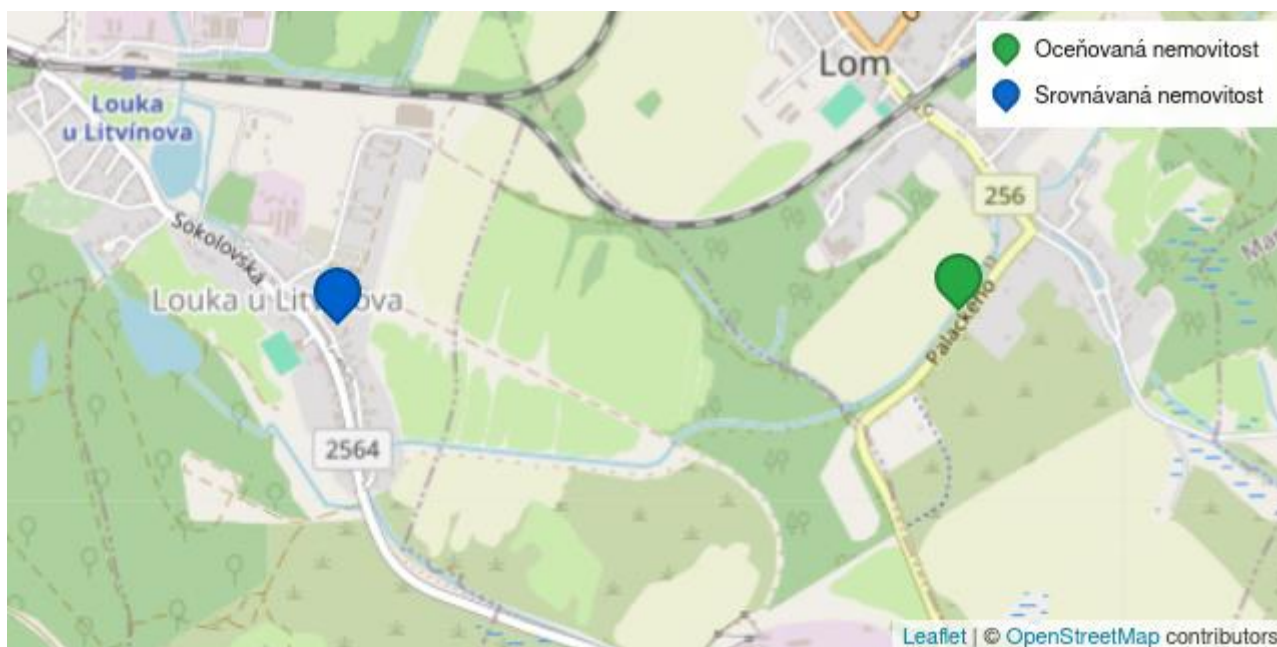 Lom
Oceňovaná nemovitost
Srovnávaná nemovitost
Louka
u Litvínova
256
Sokolovská
Louka u Litvínova
Palackého
2564
Leaflet | © OpenStreetMap contributors